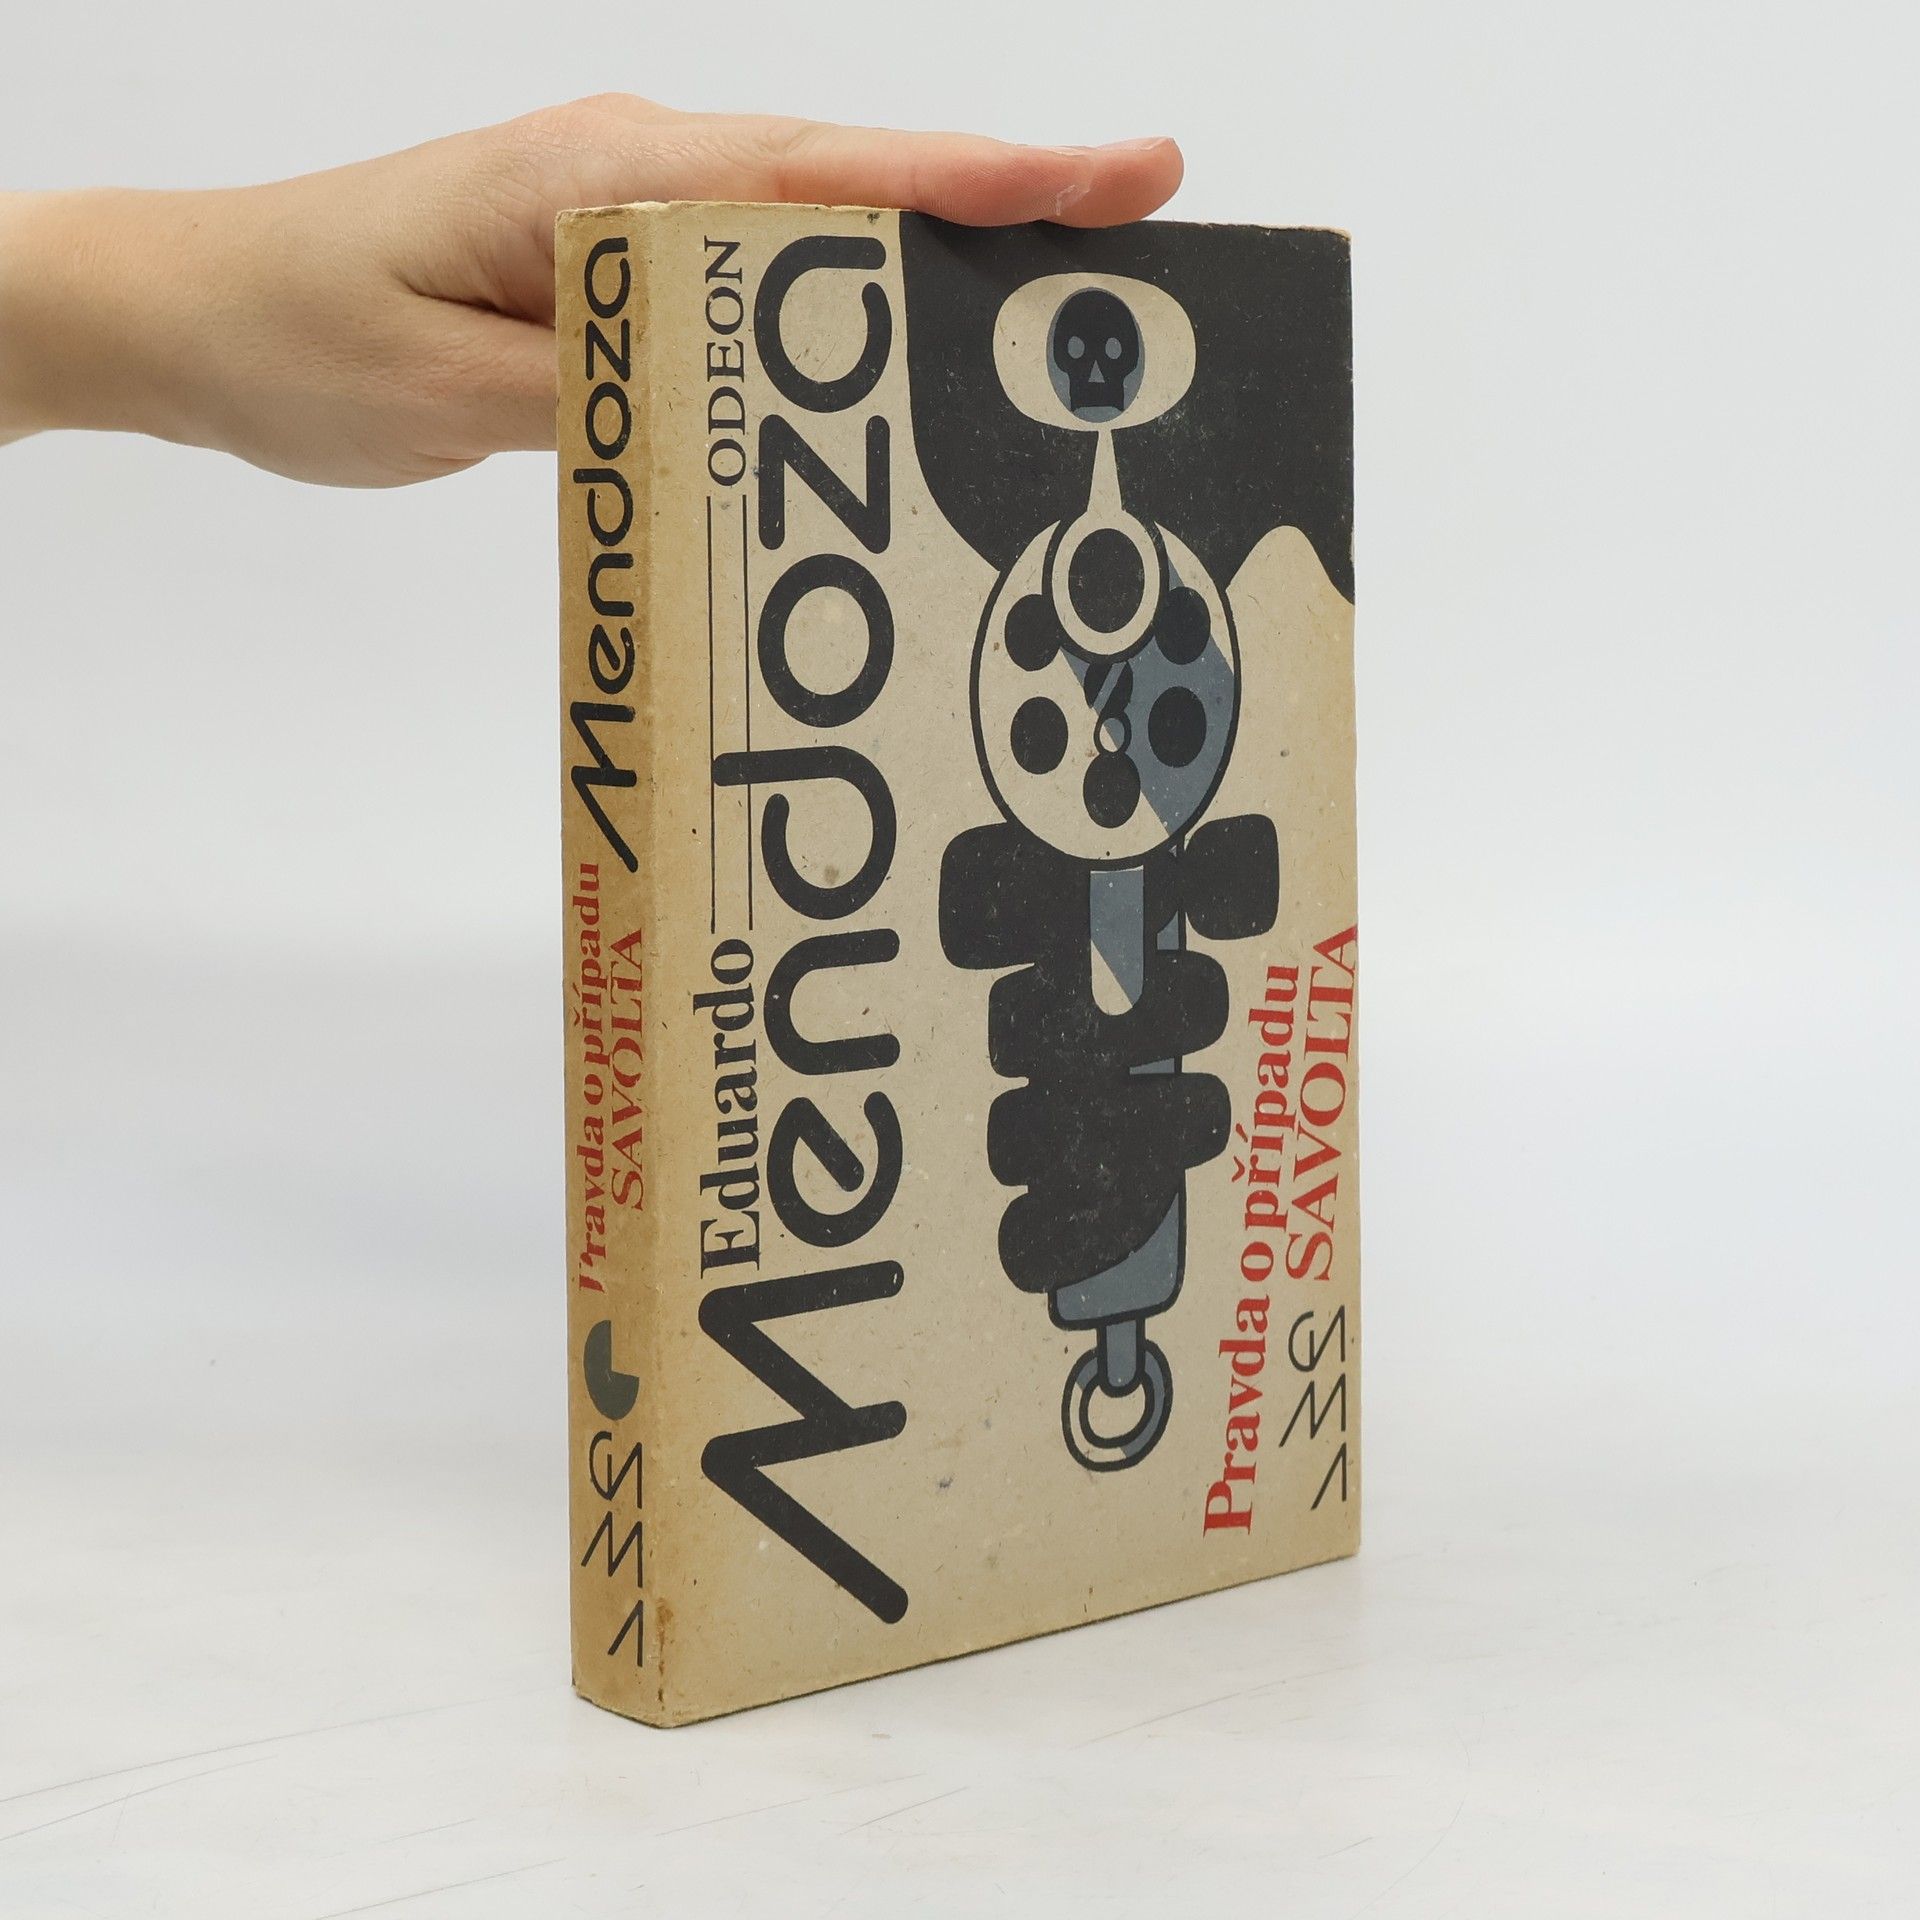 Mendoza
Pravda o případu
SAVOLTA
Eduardo
ODEON
Mendoza
Pravda o případu
SAVOLTA